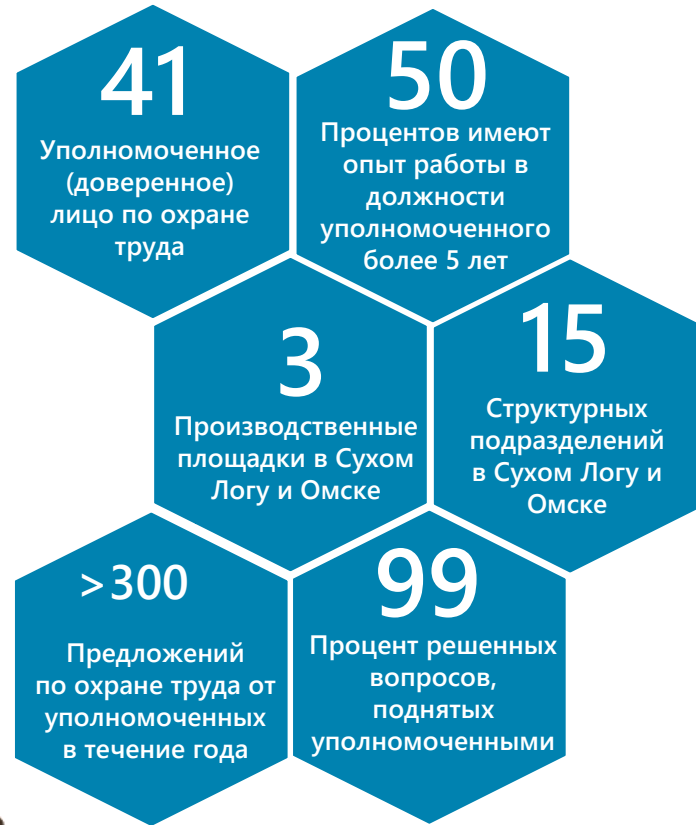 41
Уполномоченное
(доверенное)
лицо по охране
труда
50
Процентов имеют
опыт работы в
должности
уполномоченного
более 5 лет
3
Производственные
площадки в Сухом
Логу и Омске
15
Структурных
подразделений
в Сухом Логу и
Омске
>300
Предложений
по охране труда от
уполномоченных
в течение года
99
Процент решенных
вопросов,
поднятых
уполномоченными